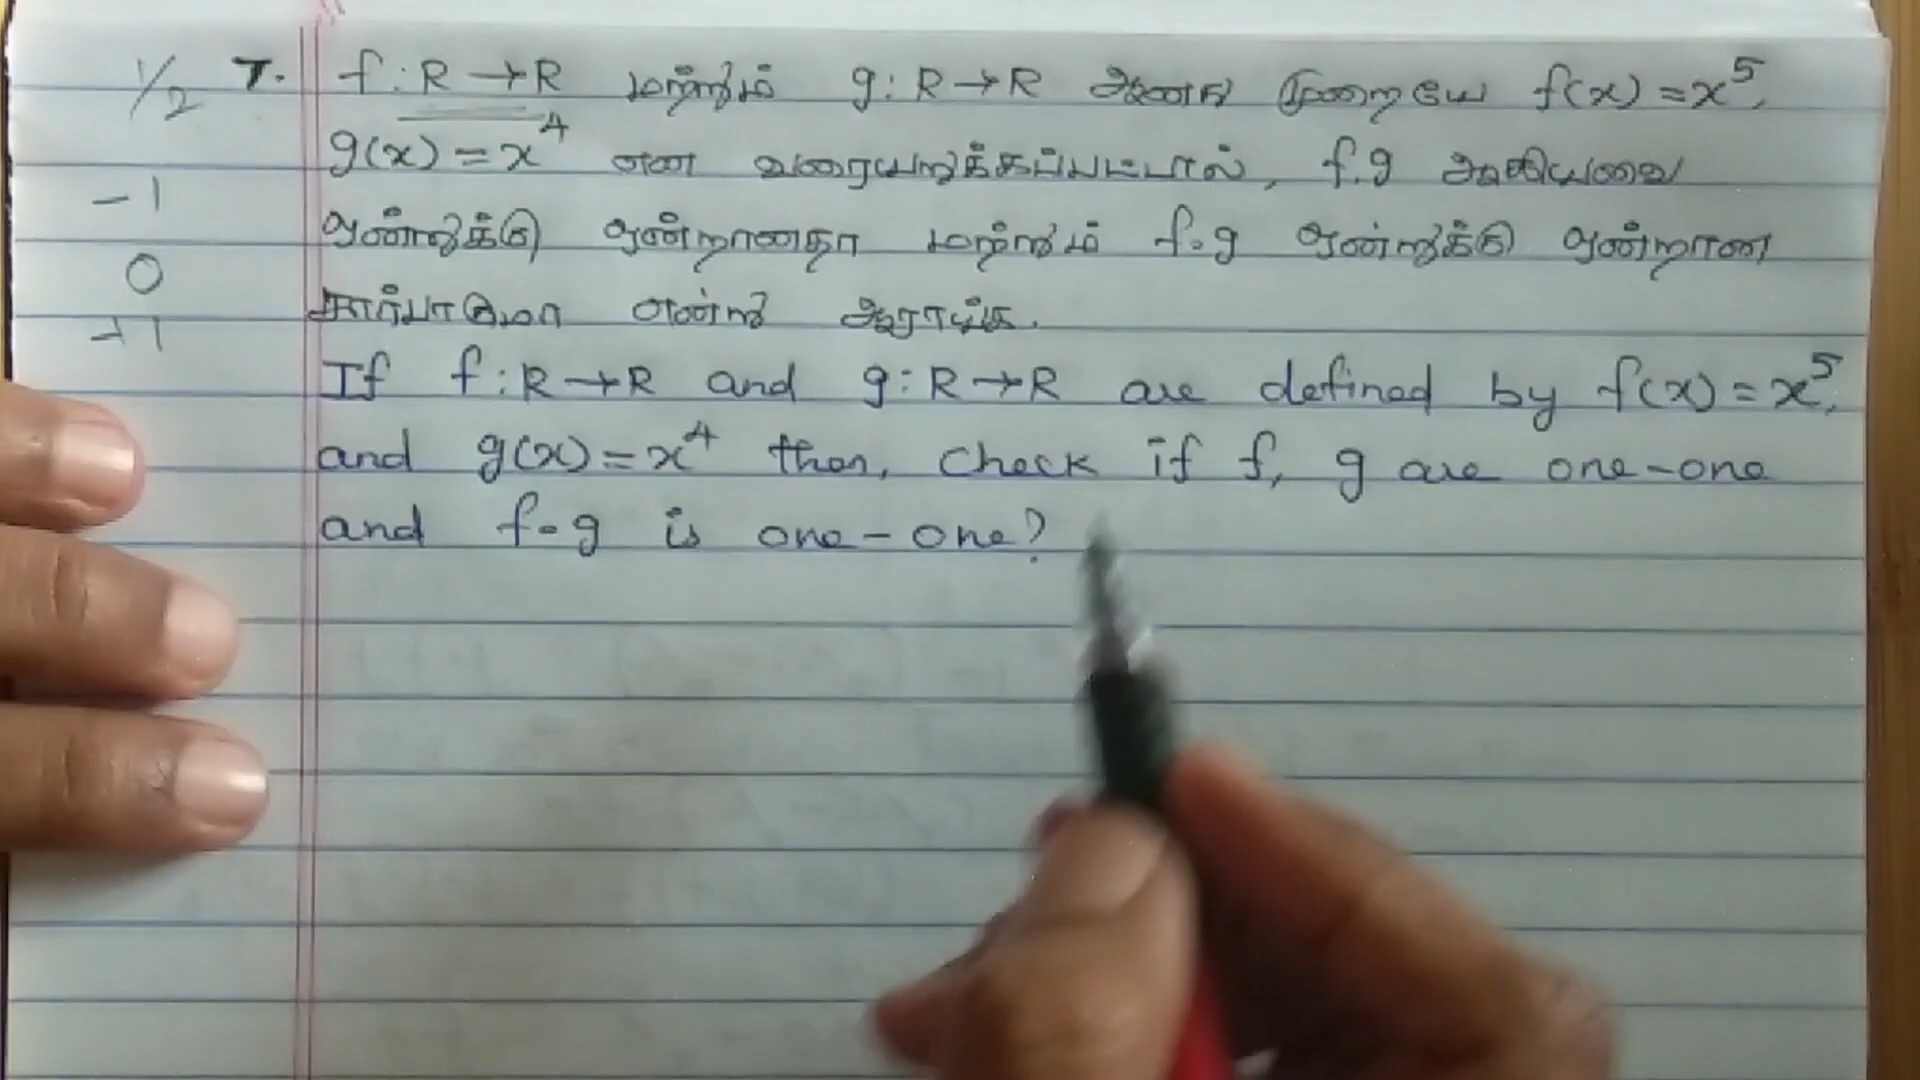 1/2
-1
0
+1
7. f: R → R மற்றும் g: R → R ஆனது முறையே f(x) = x⁵,
g(x) = x⁴ என வரையறுக்கப்பட்டால், f.g ஆகியவை
ஒன்றுக்கு ஒன்றானதா மற்றும் f∘g ஒன்றுக்கு ஒன்றான
சார்பாகுமா என்று ஆராய்க.
If f: R → R and g: R → R are defined by f(x) = x⁵,
and g(x) = x⁴ then, check if f, g are one-one
and f∘g is one-one?